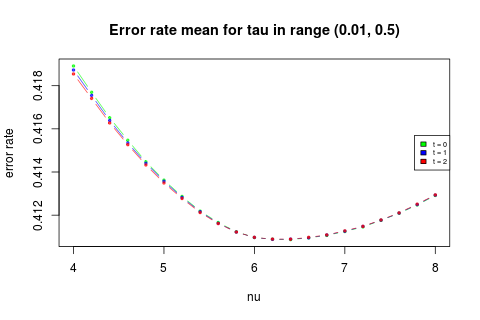 Error rate mean for tau in range (0.01, 0.5)
error rate
0.418
0.416
0.414
0.412
t = 0
t = 1
t = 2
4 5 6 7 8
nu